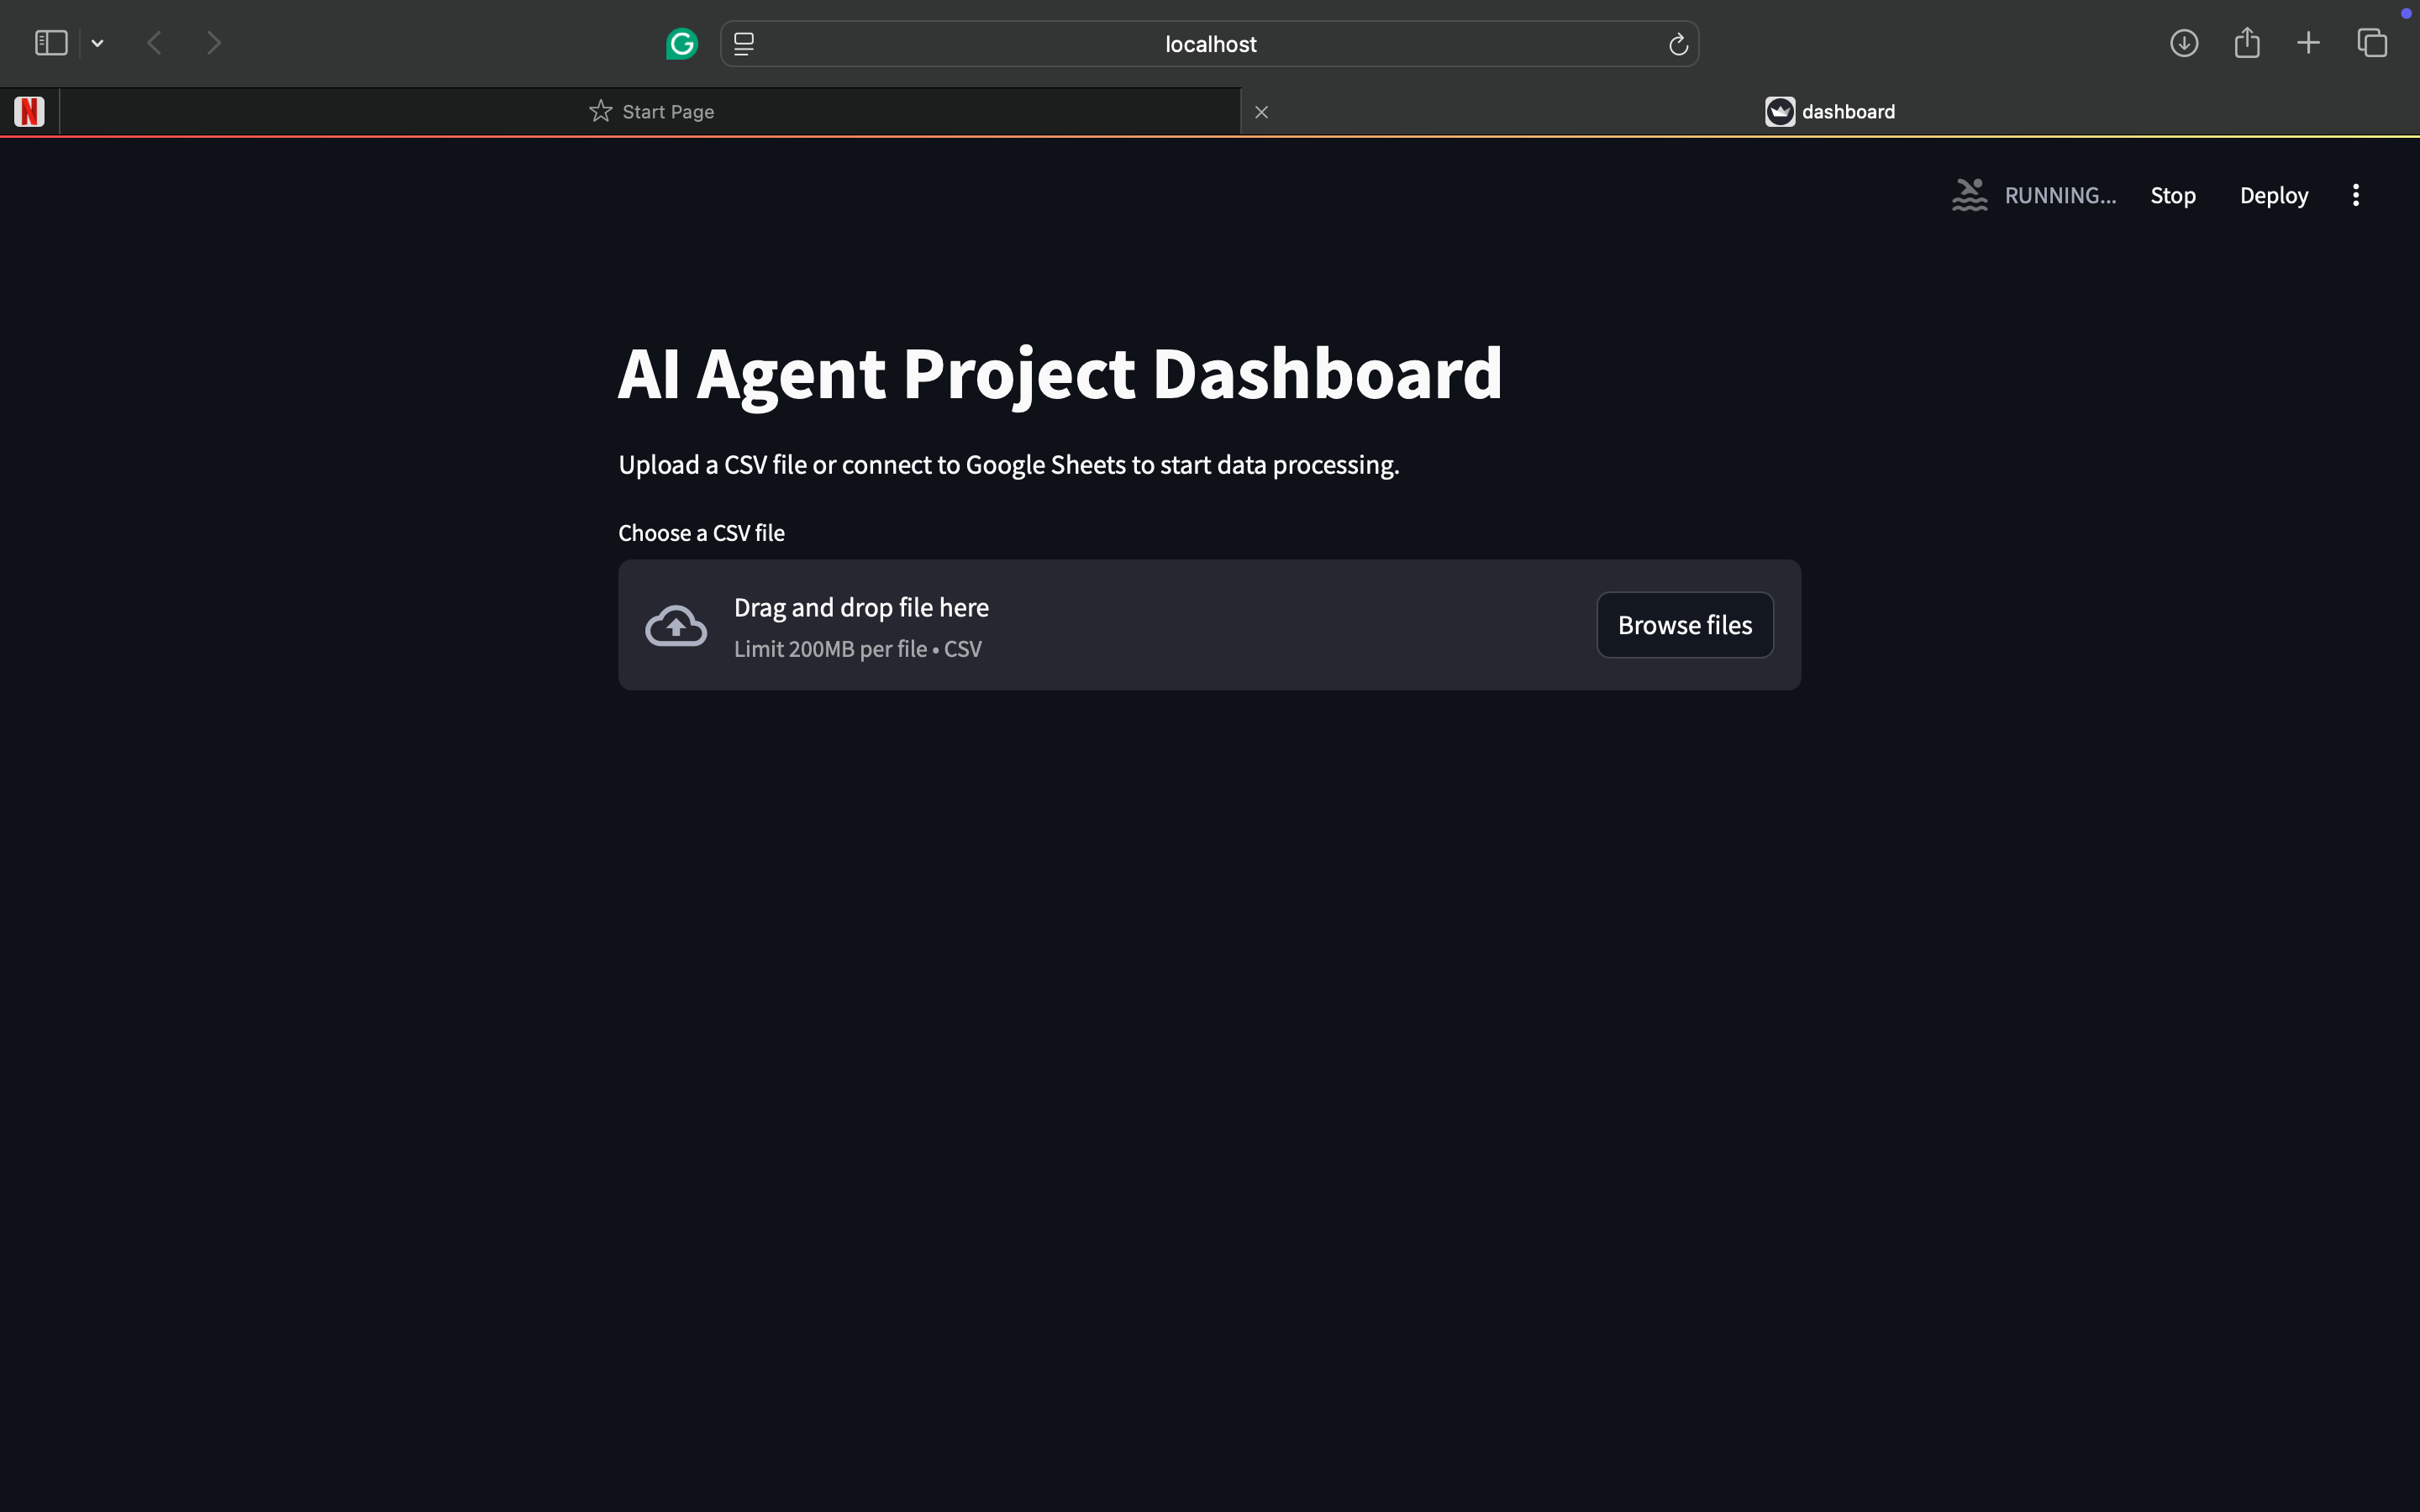 localhost
Start Page
dashboard
RUNNING... Stop Deploy
AI Agent Project Dashboard
Upload a CSV file or connect to Google Sheets to start data processing.
Choose a CSV file
Drag and drop file here
Limit 200MB per file • CSV
Browse files